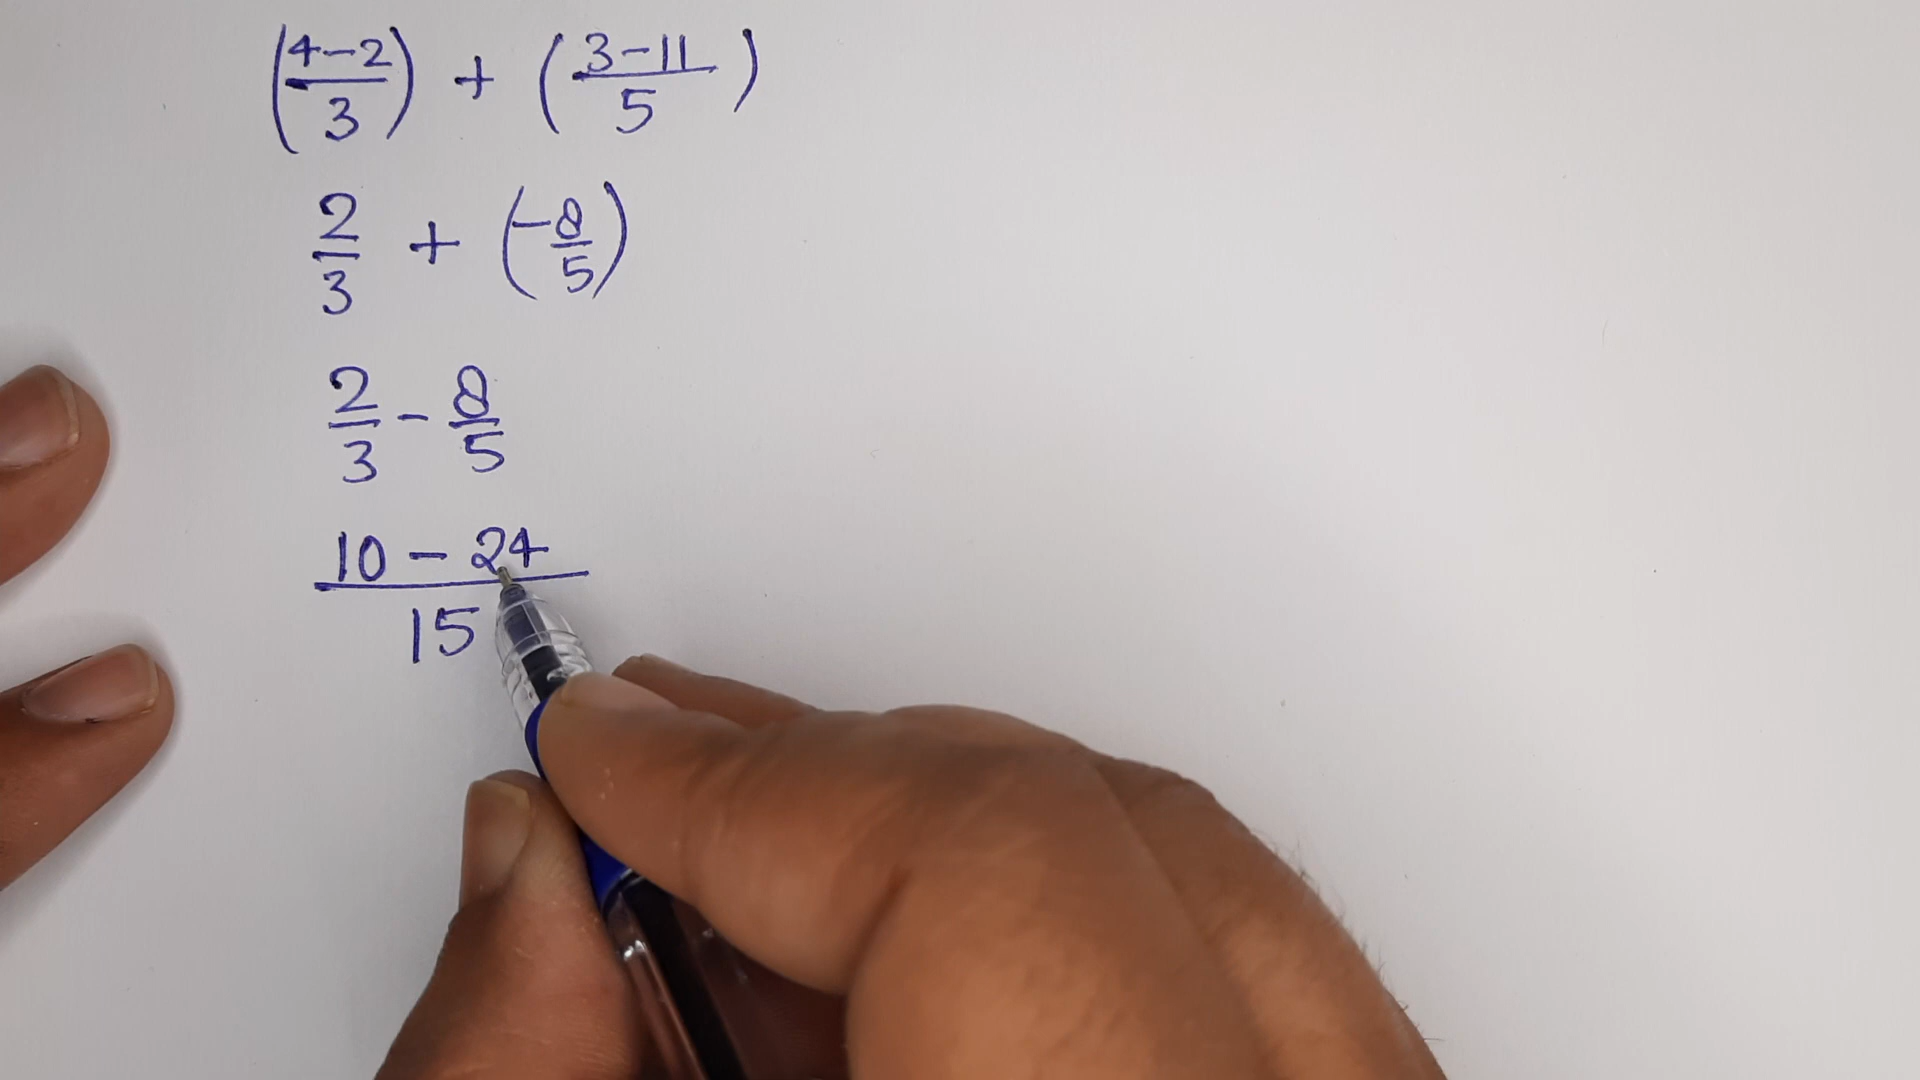 (4-2/3) + (3-11/5)
2/3 + (-8/5)
2/3 - 8/5
10 - 24/15